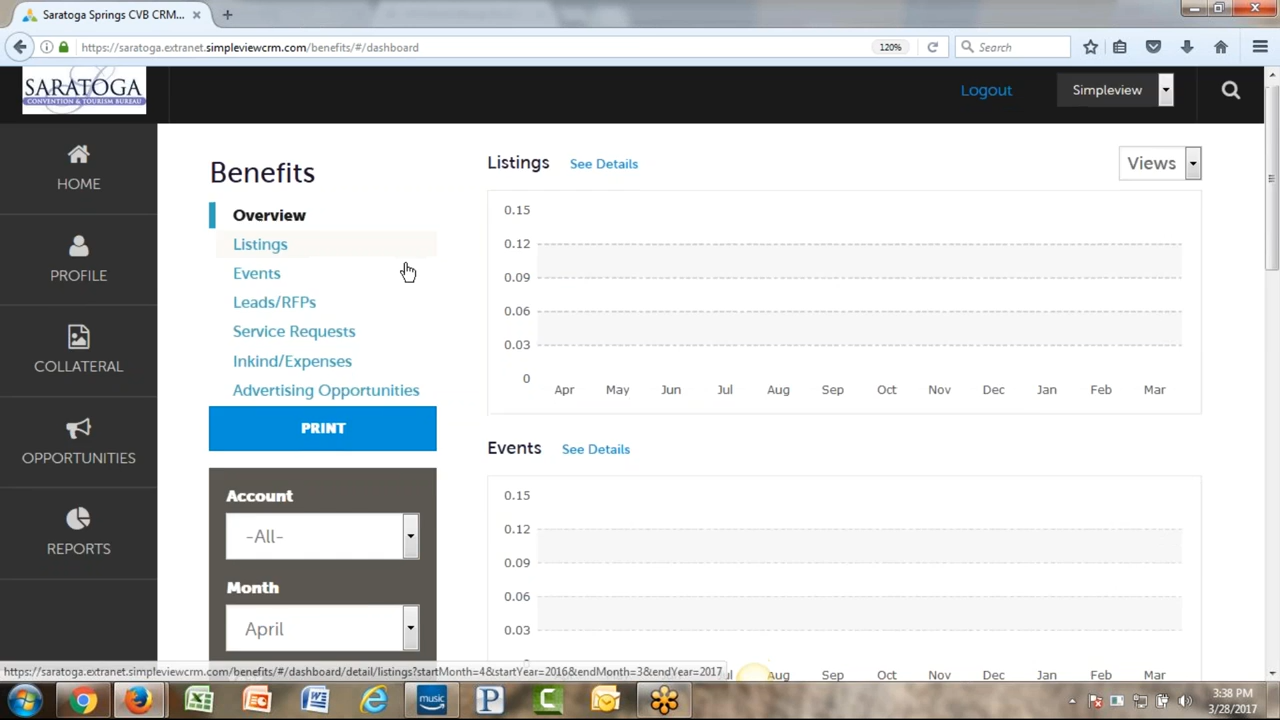 Saratoga Springs CVB CRM...
https://saratoga.extranet.simpleviewcrm.com/benefits/#/dashboard
120%
Search
SARATOGA
CONVENTION & TOURISM BUREAU
Logout
Simpleview
HOME
PROFILE
COLLATERAL
OPPORTUNITIES
REPORTS
Benefits
Overview
Listings
Events
Leads/RFPs
Service Requests
Inkind/Expenses
Advertising Opportunities
PRINT
Account
-All-
Month
April
Listings See Details
Views
0.15
0.12
0.09
0.06
0.03
0
Apr May Jun Jul Aug Sep Oct Nov Dec Jan Feb Mar
Events See Details
0.15
0.12
0.09
0.06
0.03
Aug Sep Oct Nov Dec Jan Feb Mar
https://saratoga.extranet.simpleviewcrm.com/benefits/#/dashboard/detail/listings?startMonth=4&startYear=2016&endMonth=3&endYear=2017
music
3:38 PM
3/28/2017